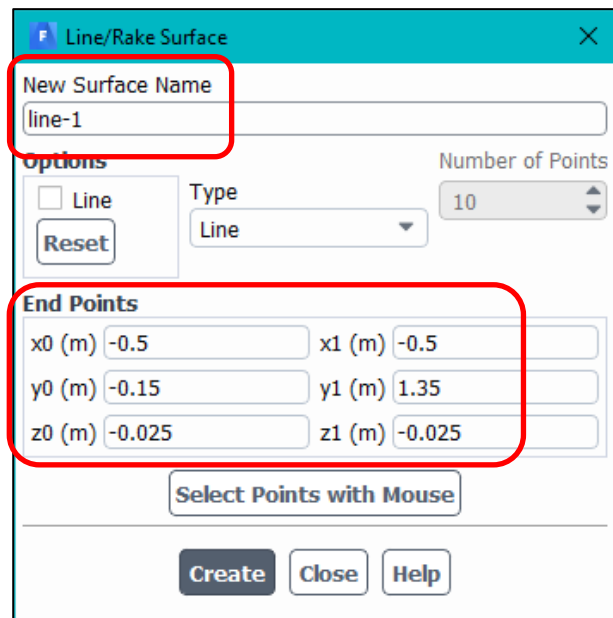 F Line/Rake Surface
New Surface Name
line-1
Options
Number of Points
Line
Type
10
Reset
Line
End Points
x0 (m) -0.5 x1 (m) -0.5
y0 (m) -0.15 y1 (m) 1.35
z0 (m) -0.025 z1 (m) -0.025
Select Points with Mouse
Create Close Help